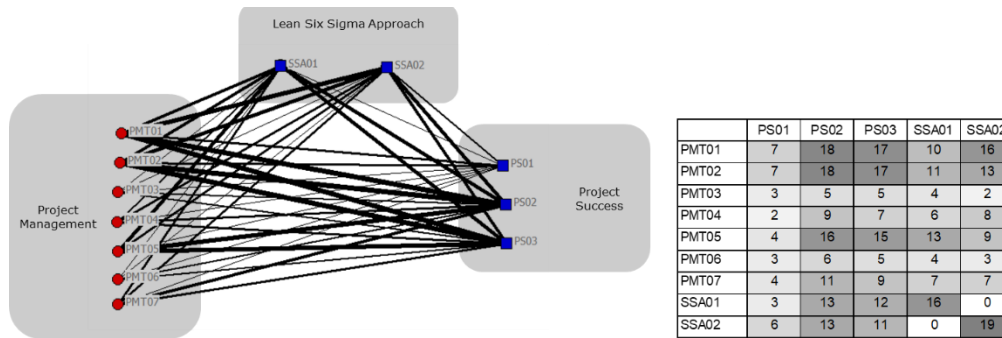 Lean Six Sigma Approach
SSA01
SSA02
PMT01
PMT02
PMT03
PMT04
PMT05
PMT06
PMT07
Project
Management
PS01
PS02
PS03
Project
Success
PS01 PS02 PS03 SSA01 SSA02
PMT01 7 18 17 10 16
PMT02 7 18 17 11 13
PMT03 3 5 5 4 2
PMT04 2 9 7 6 8
PMT05 4 16 15 13 9
PMT06 3 6 5 4 3
PMT07 4 11 9 7 7
SSA01 3 13 12 16 0
SSA02 6 13 11 0 19